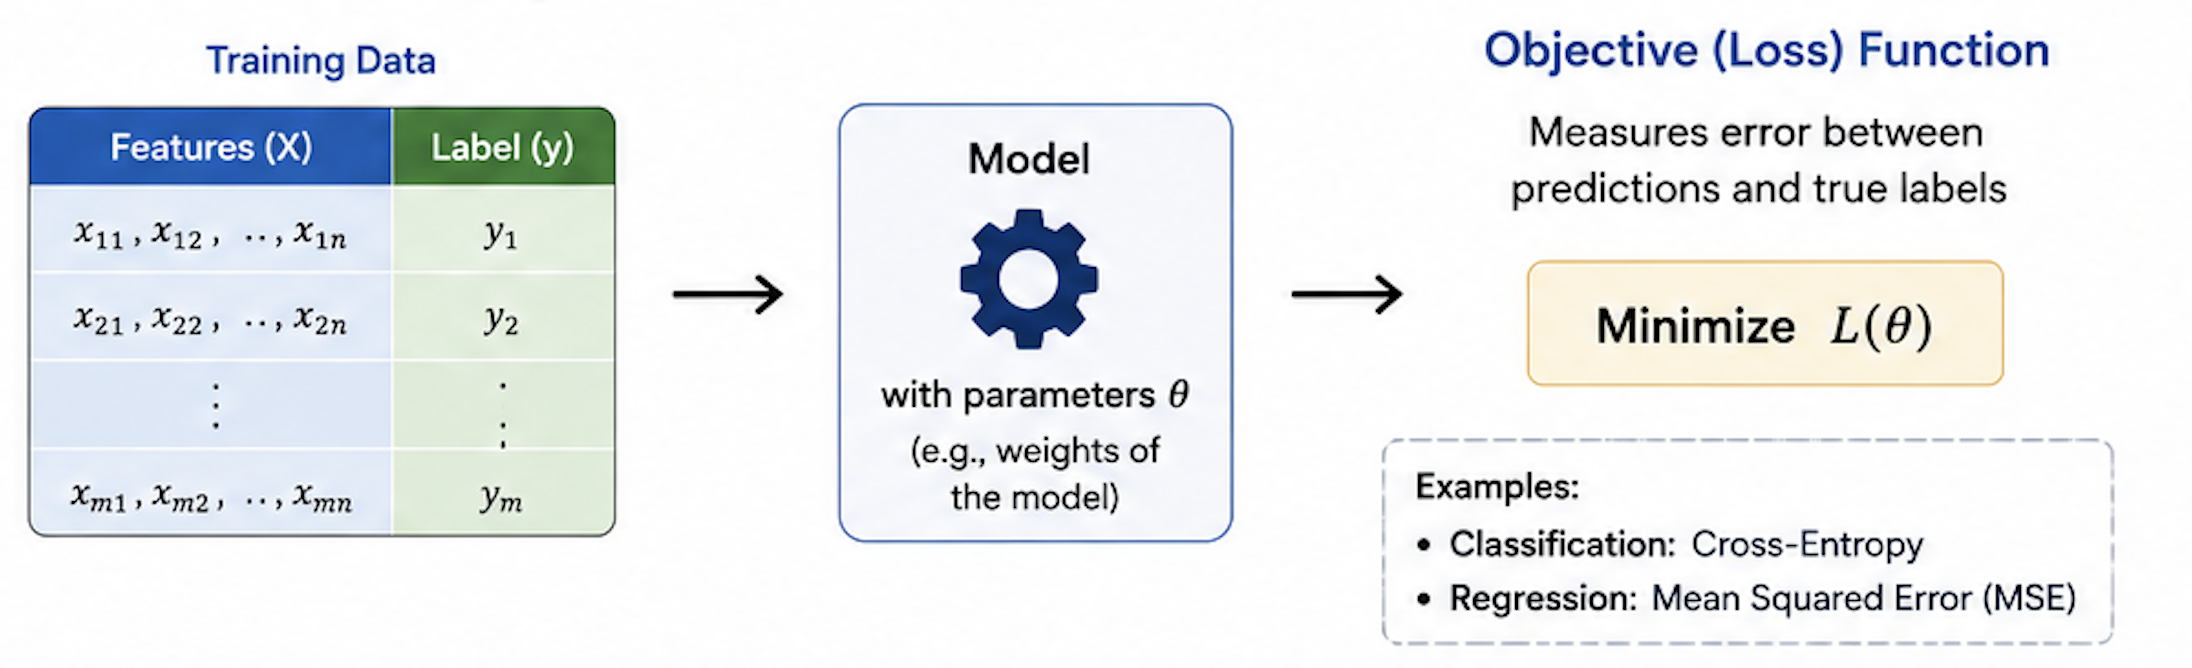 Training Data
Features (X) Label (y)
x₁₁, x₁₂, .., x₁ₙ y₁
x₂₁, x₂₂, .., x₂ₙ y₂
⋮ ⋮
xₘ₁, xₘ₂, .., xₘₙ yₘ
Model
with parameters θ
(e.g., weights of
the model)
Objective (Loss) Function
Measures error between
predictions and true labels
Minimize L(θ)
Examples:
• Classification: Cross-Entropy
• Regression: Mean Squared Error (MSE)